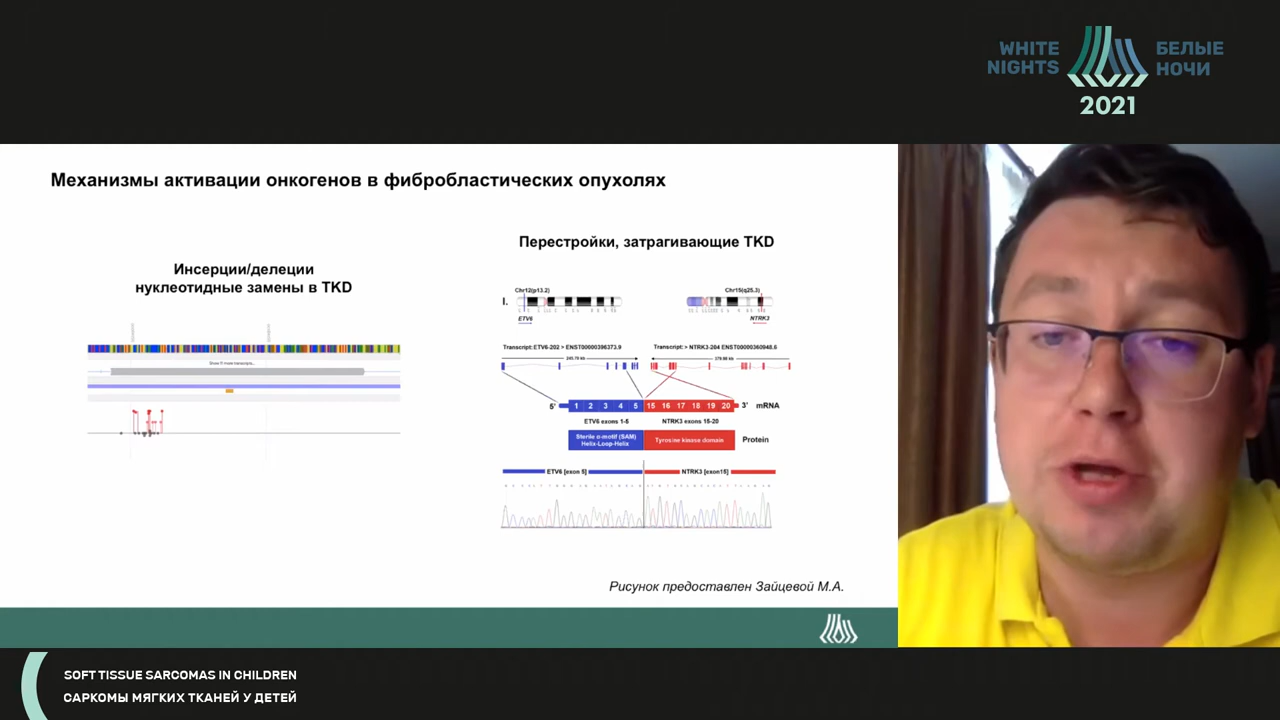 WHITE NIGHTS
БЕЛЫЕ НОЧИ
2021
Механизмы активации онкогенов в фибробластических опухолях
Инсерции/делеции
нуклеотидные замены в TKD
Перестройки, затрагивающие TKD
I.
Chr12(p13.2)
Chr15(q25.3)
ETV6
NTRK3
Transcript:ETV6-202 > ENST00000396373.9
Transcript: > NTRK3-204 ENST00000360948.6
5' 1 2 3 4 5 15 16 17 18 19 20 3' mRNA
ETV6 exons 1-5
NTRK3 exons 15-20
Sterile α-motif (SAM)
Helix-Loop-Helix
Tyrosine kinase domain
Protein
ETV6 [exon 5]
NTRK3 [exon15]
Рисунок предоставлен Зайцевой М.А.
SOFT TISSUE SARCOMAS IN CHILDREN
САРКОМЫ МЯГКИХ ТКАНЕЙ У ДЕТЕЙ